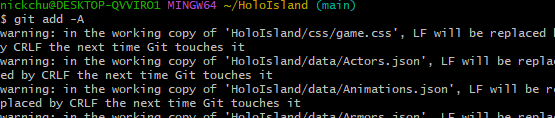 nickchu@DESKTOP-QVVIRO1 MINGW64 ~/HoloIsland (main)
$ git add -A
warning: in the working copy of 'HoloIsland/css/game.css', LF will be replaced
y CRLF the next time Git touches it
warning: in the working copy of 'HoloIsland/data/Actors.json', LF will be repla
ed by CRLF the next time Git touches it
warning: in the working copy of 'HoloIsland/data/Animations.json', LF will be re
placed by CRLF the next time Git touches it
warning: in the working copy of 'HoloIsland/data/Armors.json', LF will be replac